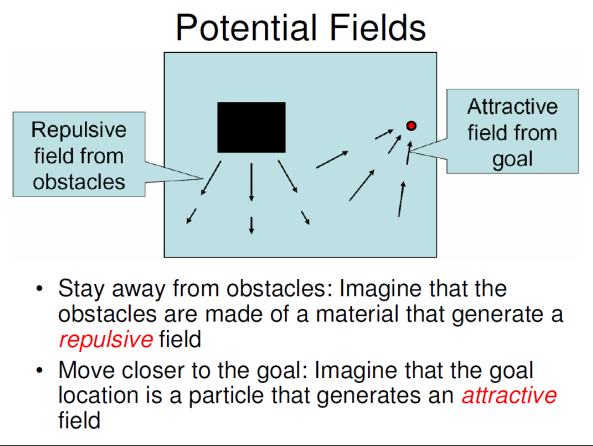 Potential Fields
Repulsive
field from
obstacles
Attractive
field from
goal
• Stay away from obstacles: Imagine that the
obstacles are made of a material that generate a
repulsive field
• Move closer to the goal: Imagine that the goal
location is a particle that generates an attractive
field